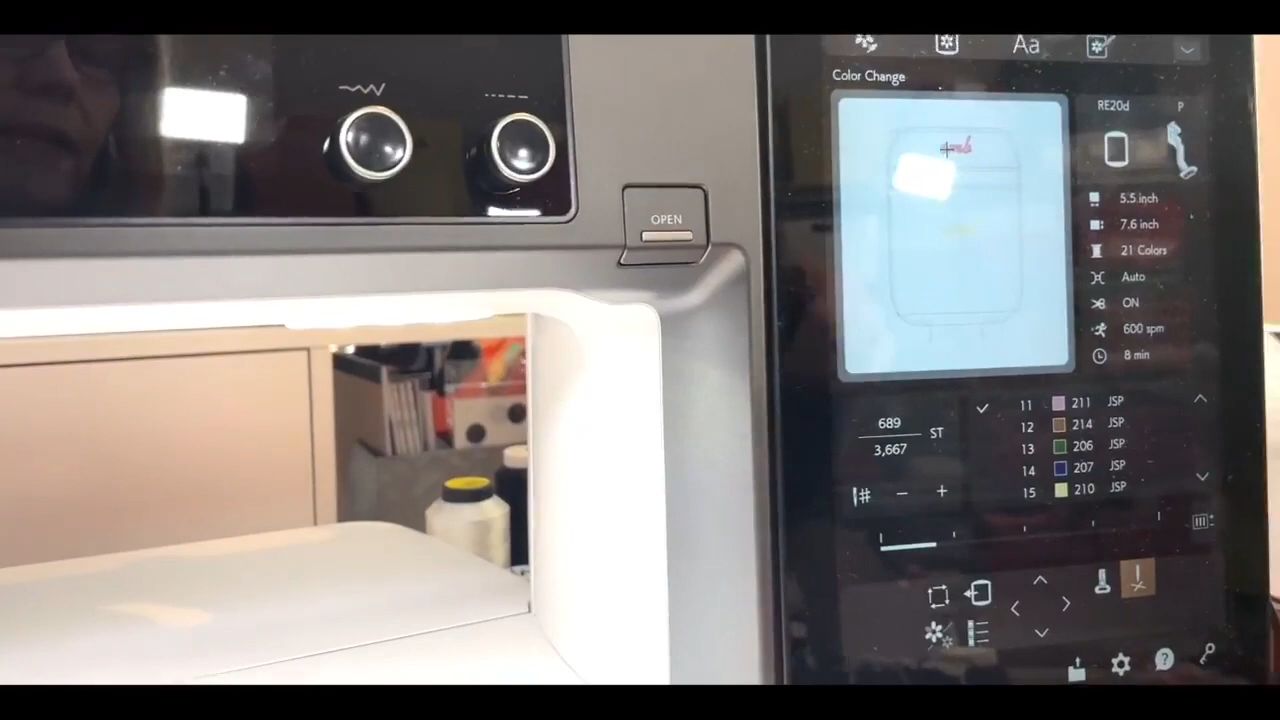 Aa
Color Change
RE20d P
OPEN
5.5 inch
7.6 inch
21 Colors
Auto
ON
600 spm
8 min
689
3,667 ST
11 211 JSP
12 214 JSP
13 206 JSP
14 207 JSP
15 210 JSP
# − +
?